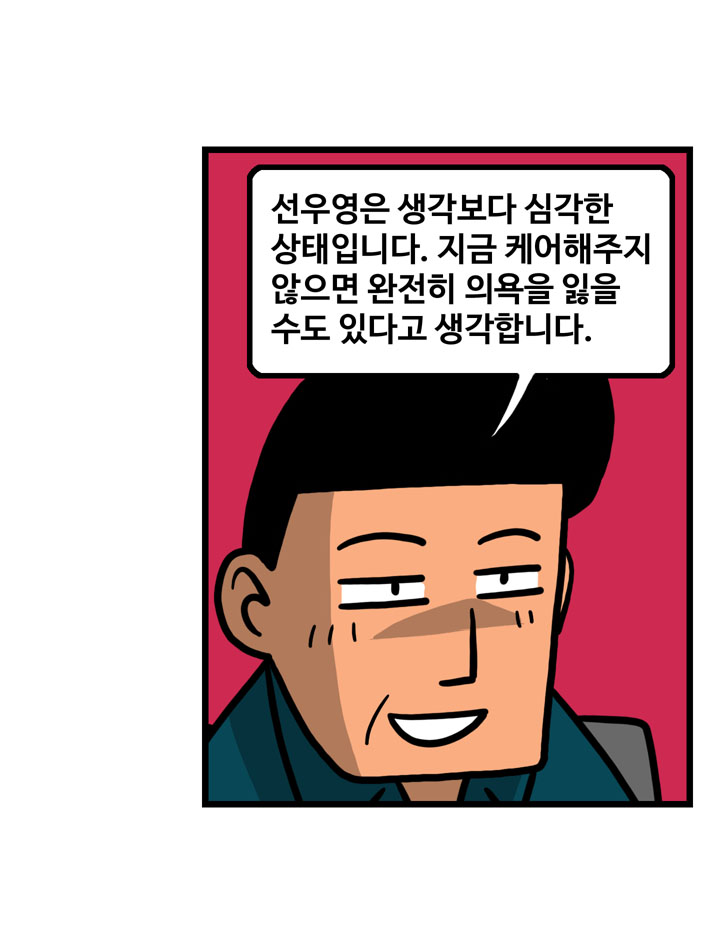 선우영은 생각보다 심각한
상태입니다. 지금 케어해주지
않으면 완전히 의욕을 잃을
수도 있다고 생각합니다.